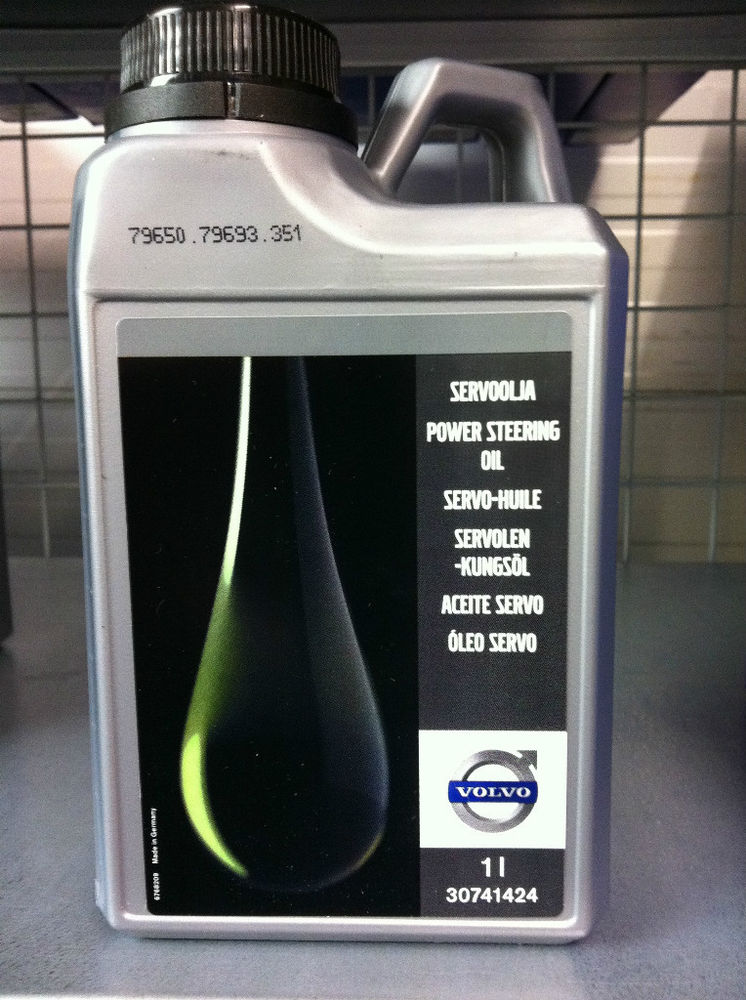 79650.79693.351
SERVOOLJA
POWER STEERING
OIL
SERVO-HUILE
SERVOLEN
-KUNGSÖL
ACEITE SERVO
ÓLEO SERVO
VOLVO
1 l
30741424
6768209 Made in Germany